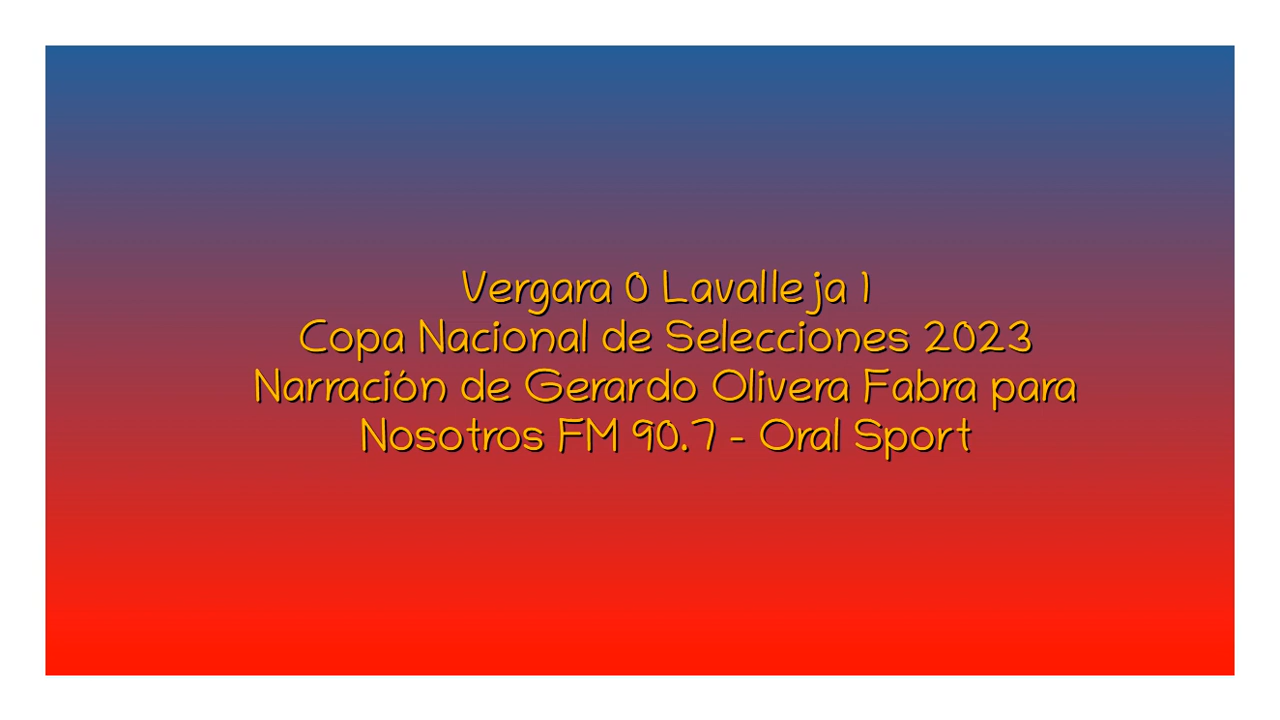 Vergara 0 Lavalleja 1
Copa Nacional de Selecciones 2023
Narración de Gerardo Olivera Fabra para
Nosotros FM 90.7 - Oral Sport